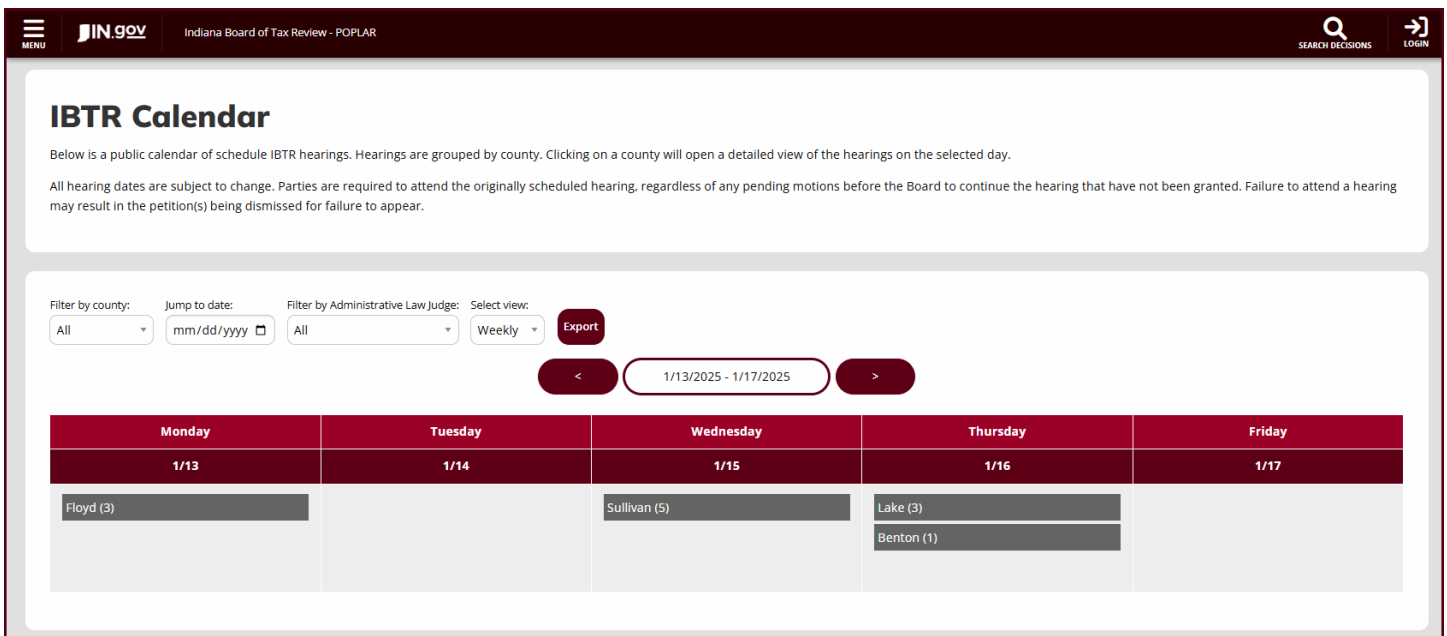 MENU
IN.gov
Indiana Board of Tax Review - POPLAR
SEARCH DECISIONS
LOGIN
IBTR Calendar
Below is a public calendar of schedule IBTR hearings. Hearings are grouped by county. Clicking on a county will open a detailed view of the hearings on the selected day.
All hearing dates are subject to change. Parties are required to attend the originally scheduled hearing, regardless of any pending motions before the Board to continue the hearing that have not been granted. Failure to attend a hearing
may result in the petition(s) being dismissed for failure to appear.
Filter by county: Jump to date: Filter by Administrative Law Judge: Select view:
All mm/dd/yyyy All Weekly Export
< 1/13/2025 - 1/17/2025 >
Monday Tuesday Wednesday Thursday Friday
1/13 1/14 1/15 1/16 1/17
Floyd (3) Sullivan (5) Lake (3)
Benton (1)